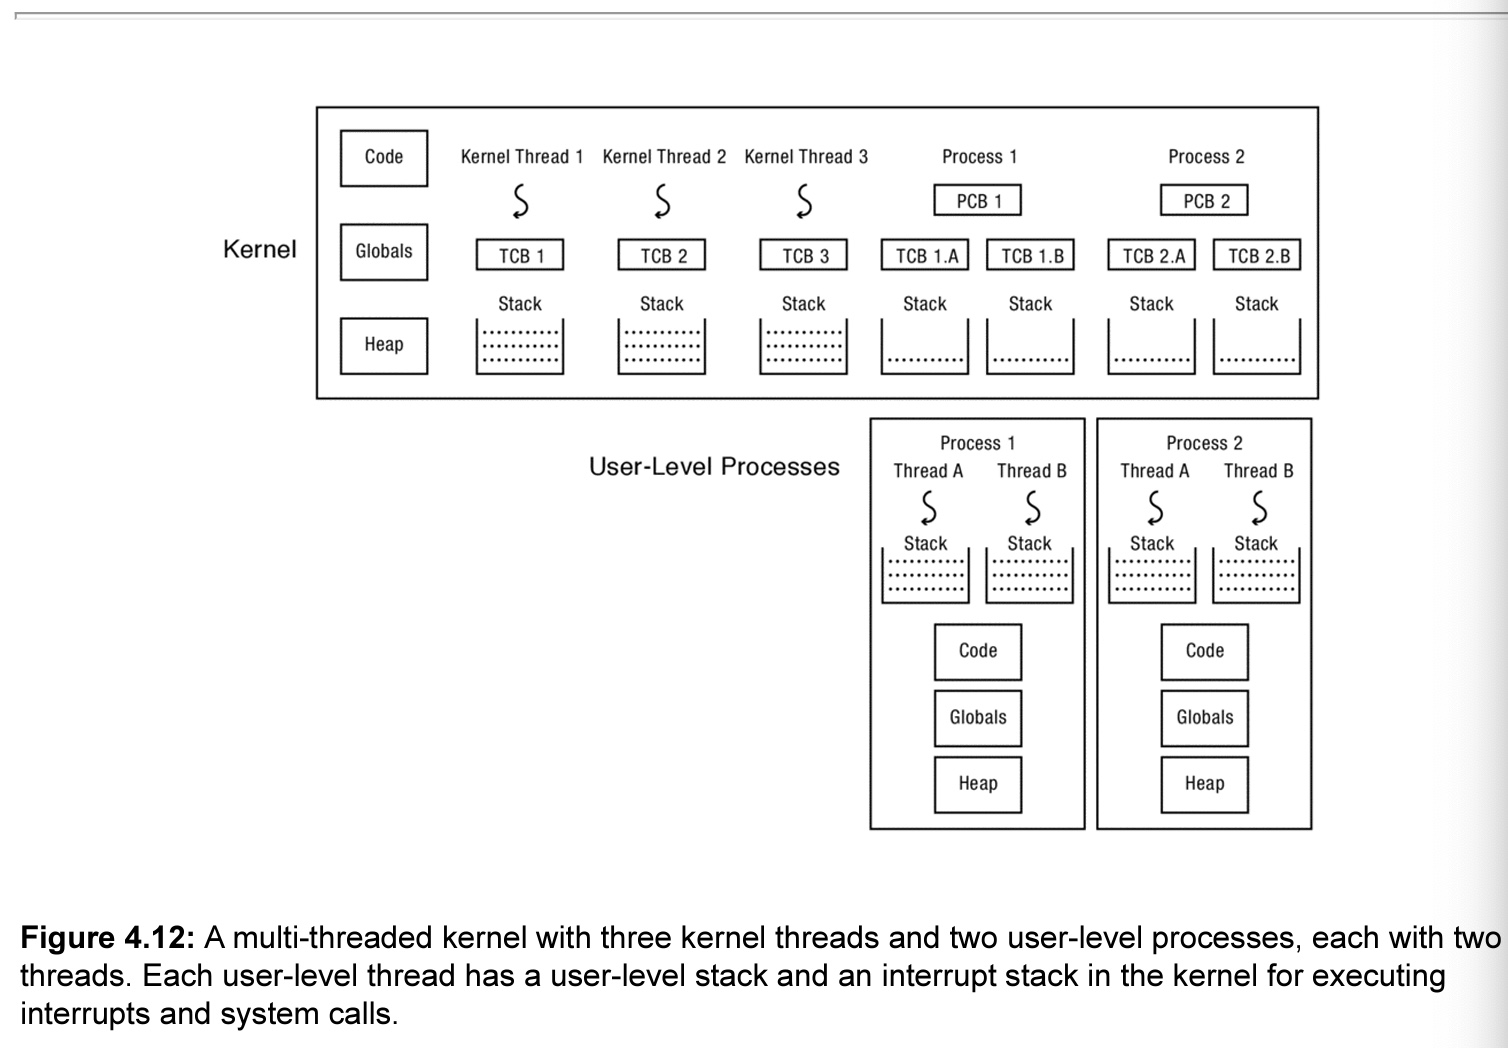 Kernel
Code
Globals
Heap
Kernel Thread 1 Kernel Thread 2 Kernel Thread 3 Process 1 Process 2
PCB 1 PCB 2
TCB 1 TCB 2 TCB 3 TCB 1.A TCB 1.B TCB 2.A TCB 2.B
Stack Stack Stack Stack Stack Stack Stack
User-Level Processes
Process 1
Thread A Thread B
Stack Stack
Code
Globals
Heap
Process 2
Thread A Thread B
Stack Stack
Code
Globals
Heap
Figure 4.12: A multi-threaded kernel with three kernel threads and two user-level processes, each with two
threads. Each user-level thread has a user-level stack and an interrupt stack in the kernel for executing
interrupts and system calls.